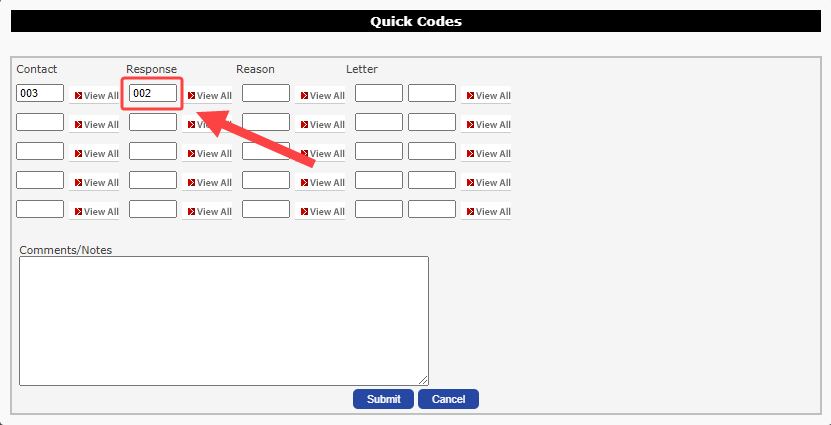 Quick Codes
Contact Response Reason Letter
003 View All 002 View All View All View All
View All View All View All View All
View All View All View All View All
View All View All View All View All
View All View All View All View All
Comments/Notes
Submit Cancel